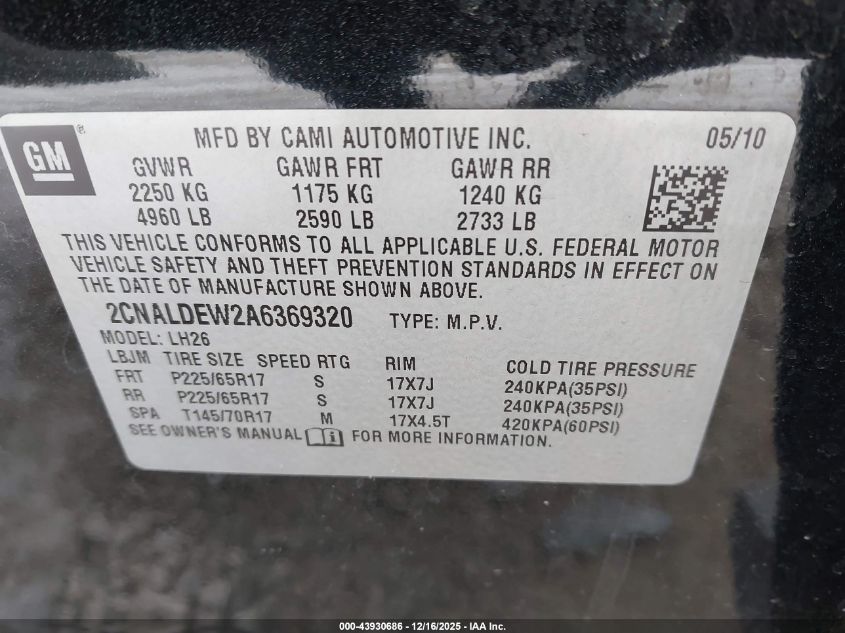 GM ® MFD BY CAMI AUTOMOTIVE INC. 05/10
GVWR GAWR FRT GAWR RR
2250 KG 1175 KG 1240 KG
4960 LB 2590 LB 2733 LB
THIS VEHICLE CONFORMS TO ALL APPLICABLE U.S. FEDERAL MOTOR
VEHICLE SAFETY AND THEFT PREVENTION STANDARDS IN EFFECT ON
THE DATE OF MANUFACTURE SHOWN ABOVE.
2CNALDEW2A6369320 TYPE: M.P.V.
MODEL: LH26
LBJM TIRE SIZE SPEED RTG RIM COLD TIRE PRESSURE
FRT P225/65R17 S 17X7J 240KPA(35PSI)
RR P225/65R17 S 17X7J 240KPA(35PSI)
SPA T145/70R17 M 17X4.5T 420KPA(60PSI)
SEE OWNER'S MANUAL i FOR MORE INFORMATION.
000-43930686 - 12/16/2025 - IAA Inc.